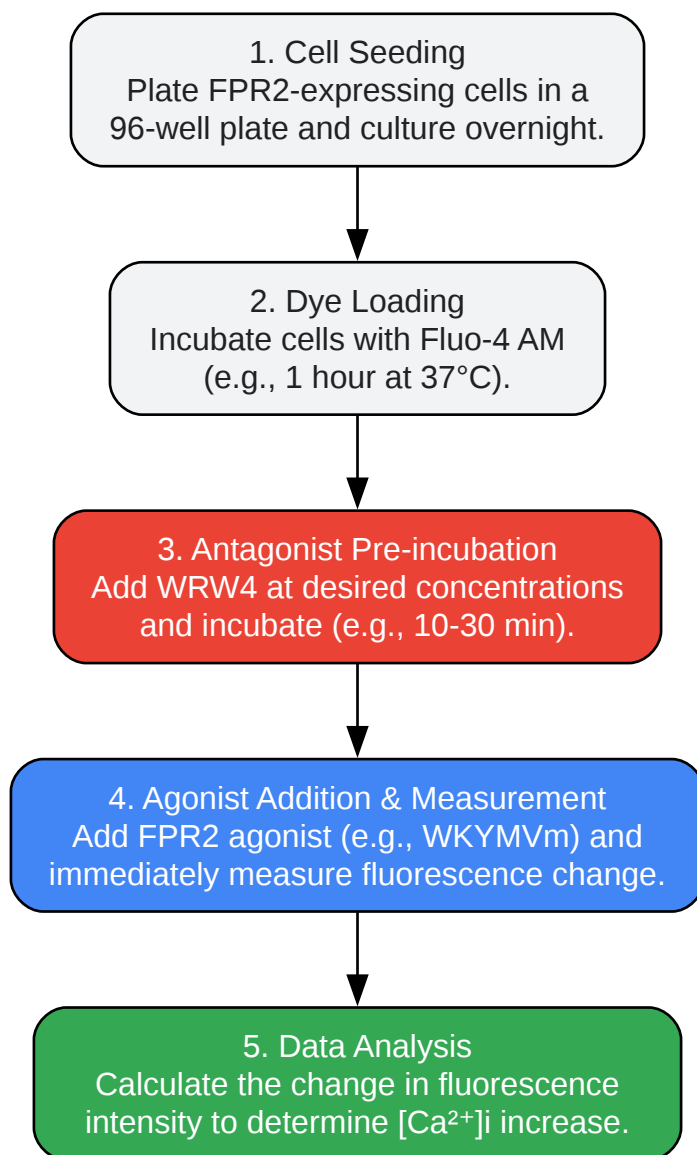 1. Cell Seeding
Plate FPR2-expressing cells in a
96-well plate and culture overnight.
2. Dye Loading
Incubate cells with Fluo-4 AM
(e.g., 1 hour at 37°C).
3. Antagonist Pre-incubation
Add WRW4 at desired concentrations
and incubate (e.g., 10-30 min).
4. Agonist Addition & Measurement
Add FPR2 agonist (e.g., WKYMVm) and
immediately measure fluorescence change.
5. Data Analysis
Calculate the change in fluorescence
intensity to determine [Ca²⁺]i increase.